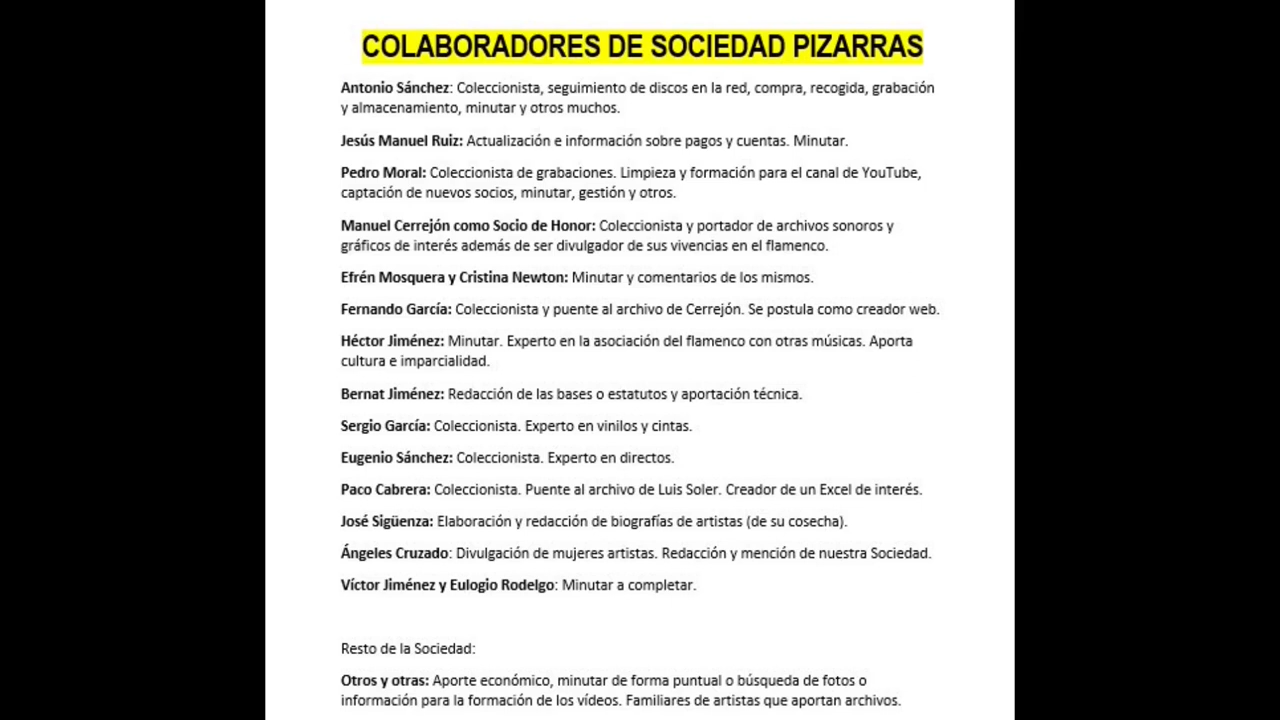 COLABORADORES DE SOCIEDAD PIZARRAS
Antonio Sánchez: Coleccionista, seguimiento de discos en la red, compra, recogida, grabación
y almacenamiento, minutar y otros muchos.
Jesús Manuel Ruiz: Actualización e información sobre pagos y cuentas. Minutar.
Pedro Moral: Coleccionista de grabaciones. Limpieza y formación para el canal de YouTube,
captación de nuevos socios, minutar, gestión y otros.
Manuel Cerrejón como Socio de Honor: Coleccionista y portador de archivos sonoros y
gráficos de interés además de ser divulgador de sus vivencias en el flamenco.
Efrén Mosquera y Cristina Newton: Minutar y comentarios de los mismos.
Fernando García: Coleccionista y puente al archivo de Cerrejón. Se postula como creador web.
Héctor Jiménez: Minutar. Experto en la asociación del flamenco con otras músicas. Aporta
cultura e imparcialidad.
Bernat Jiménez: Redacción de las bases o estatutos y aportación técnica.
Sergio García: Coleccionista. Experto en vinilos y cintas.
Eugenio Sánchez: Coleccionista. Experto en directos.
Paco Cabrera: Coleccionista. Puente al archivo de Luis Soler. Creador de un Excel de interés.
José Sigüenza: Elaboración y redacción de biografías de artistas (de su cosecha).
Ángeles Cruzado: Divulgación de mujeres artistas. Redacción y mención de nuestra Sociedad.
Víctor Jiménez y Eulogio Rodelgo: Minutar a completar.
Resto de la Sociedad:
Otros y otras: Aporte económico, minutar de forma puntual o búsqueda de fotos o
información para la formación de los vídeos. Familiares de artistas que aportan archivos.